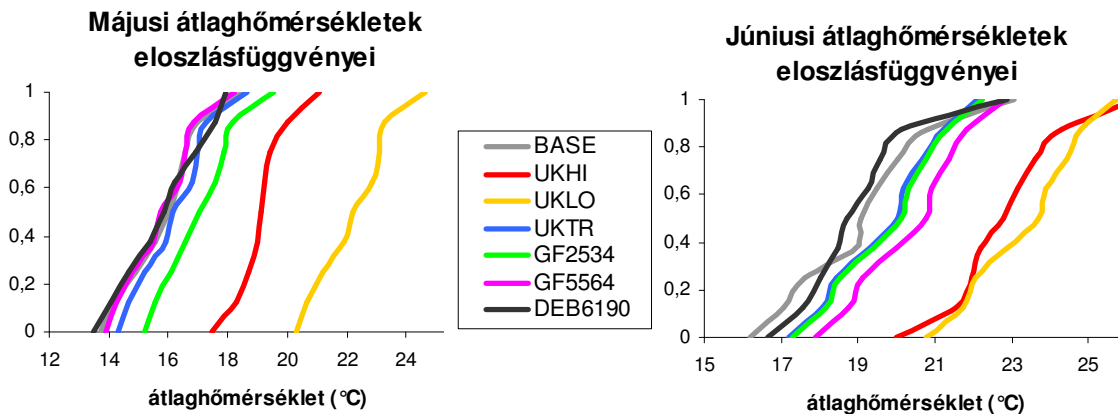 Májusi átlaghőmérsékletek
eloszlásfüggvényei
1
0,8
0,6
0,4
0,2
0
12 14 16 18 20 22 24
átlaghőmérséklet (°C)
BASE
UKHI
UKLO
UKTR
GF2534
GF5564
DEB6190
Júniusi átlaghőmérsékletek
eloszlásfüggvényei
1
0,8
0,6
0,4
0,2
0
15 17 19 21 23 25
átlaghőmérséklet (°C)